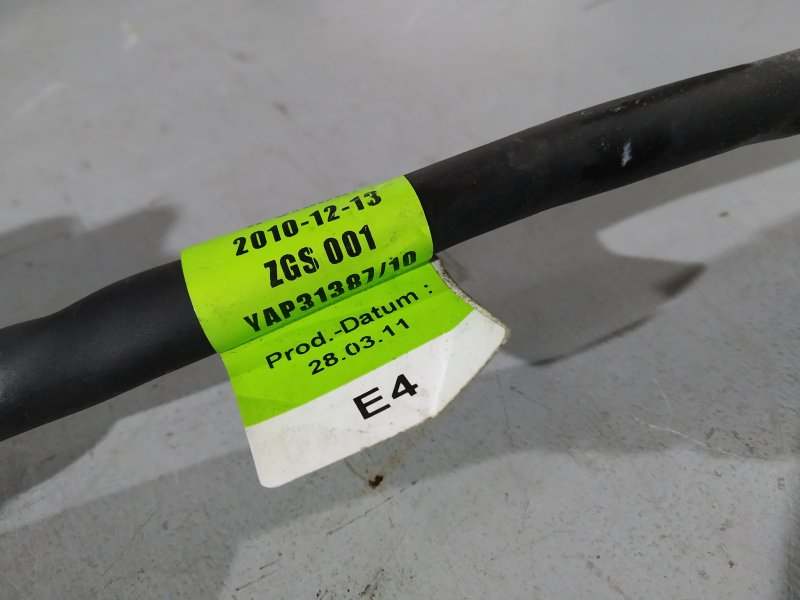 2010-12-13
ZGS 001
YAP31387/10
Prod.-Datum :
28.03.11
E4